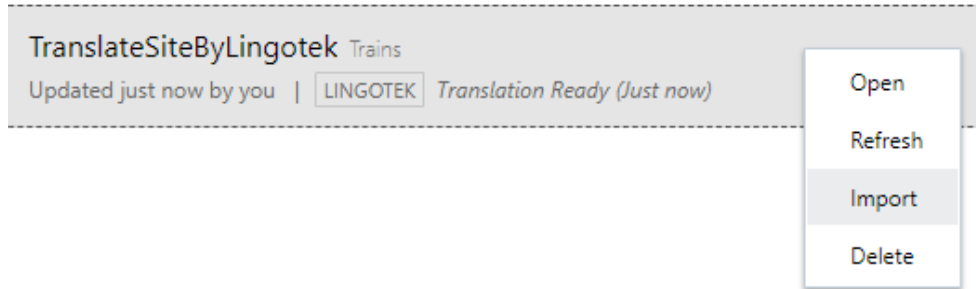 TranslateSiteByLingotek Trains
Updated just now by you | LINGOTEK Translation Ready (Just now)
Open
Refresh
Import
Delete